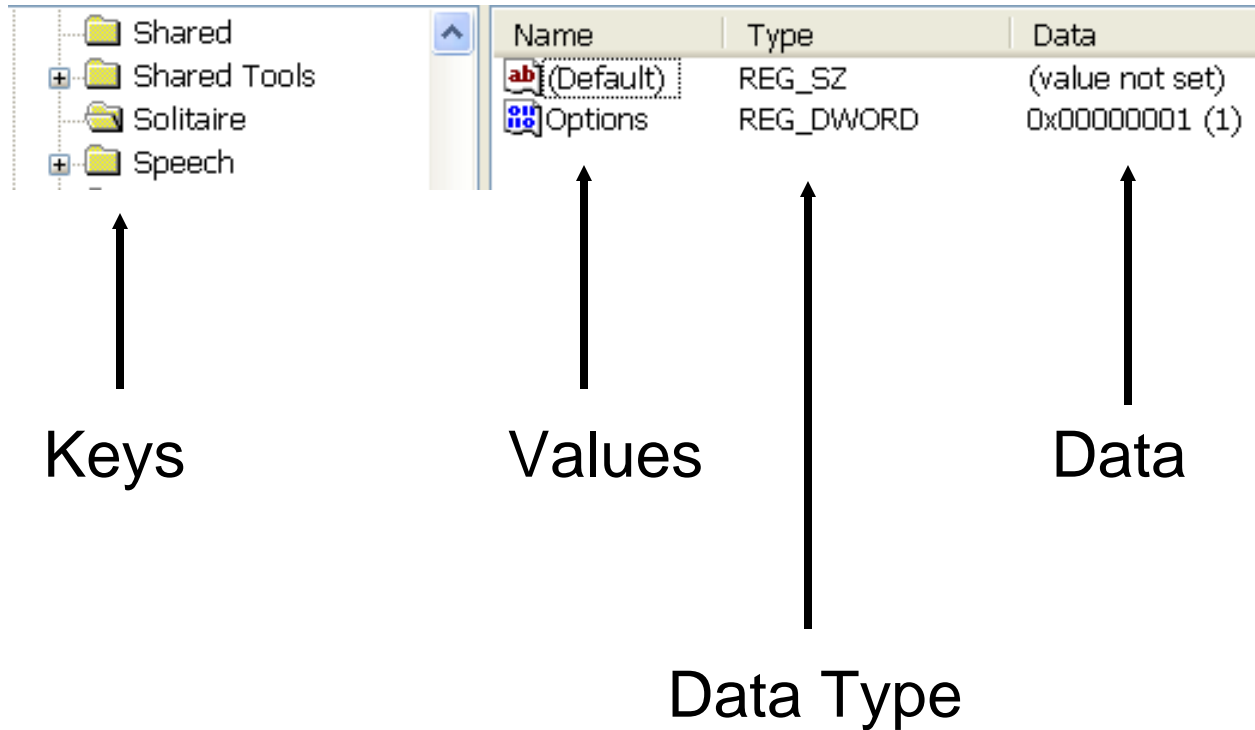 Shared
Shared Tools
Solitaire
Speech
Name Type Data
(Default) REG_SZ (value not set)
Options REG_DWORD 0x00000001 (1)
Keys Values Data
Data Type